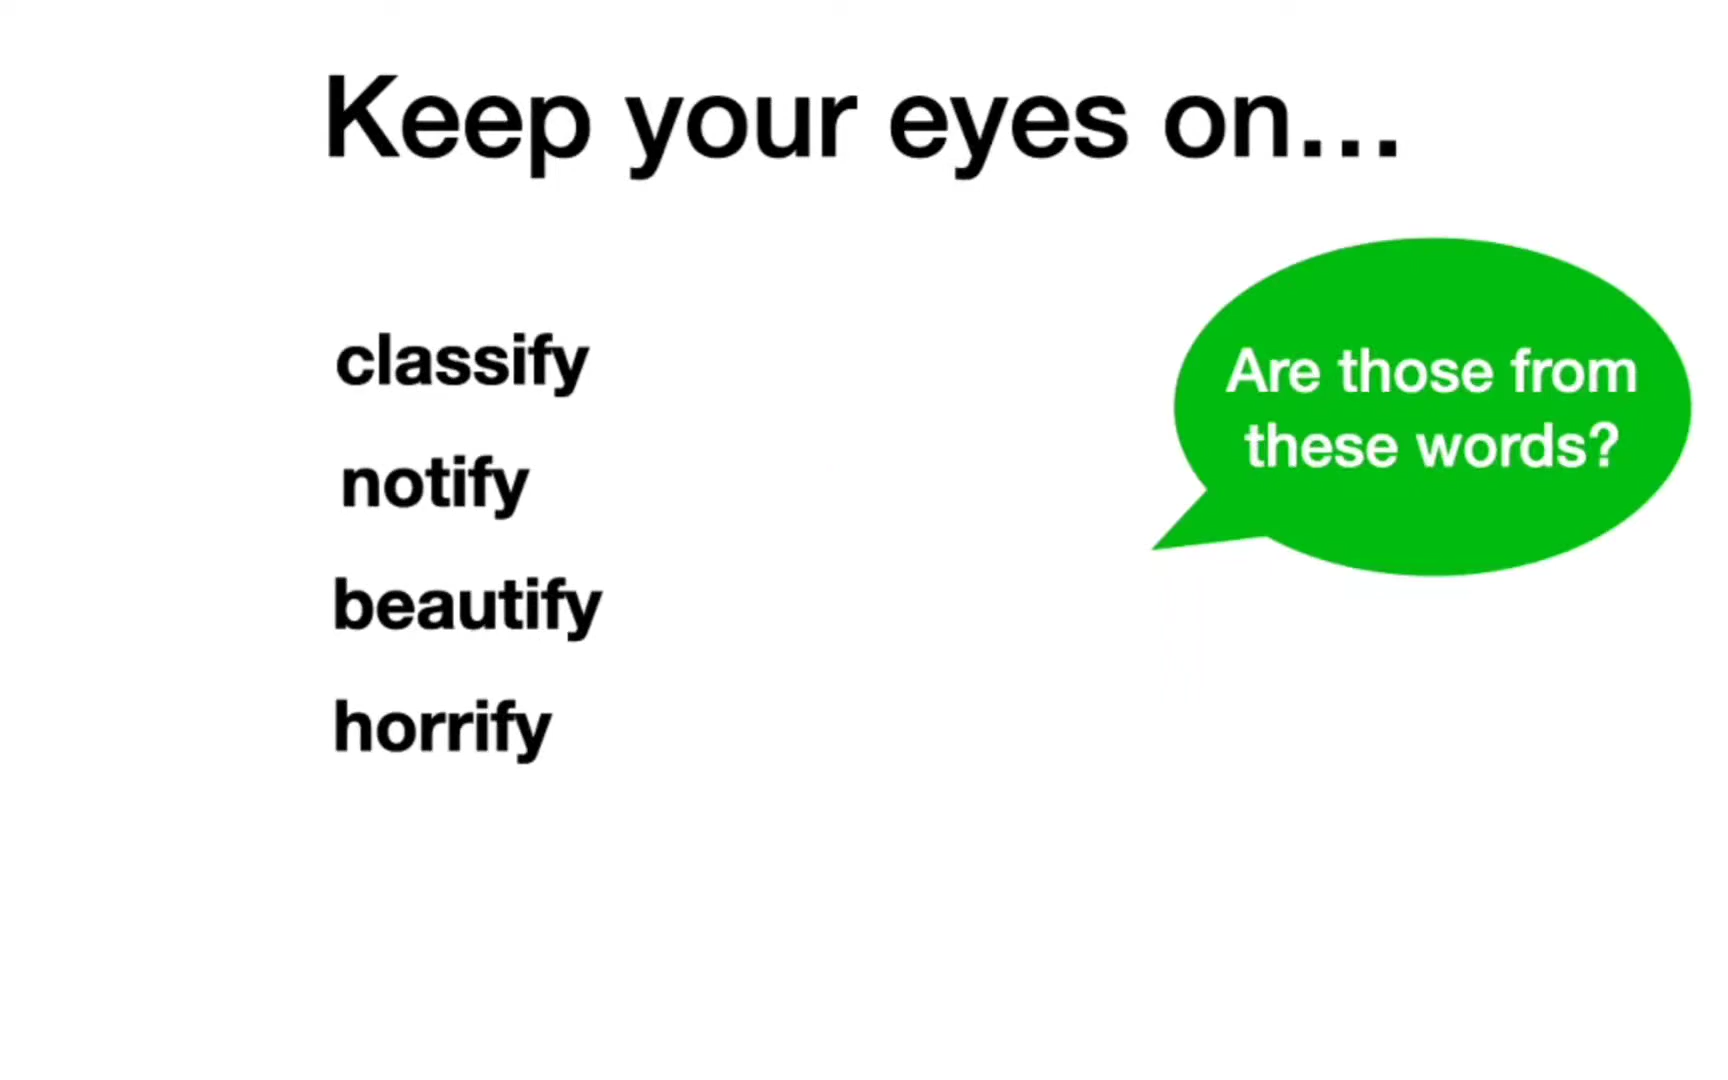 Keep your eyes on...
classify
notify
beautify
horrify
Are those from
these words?